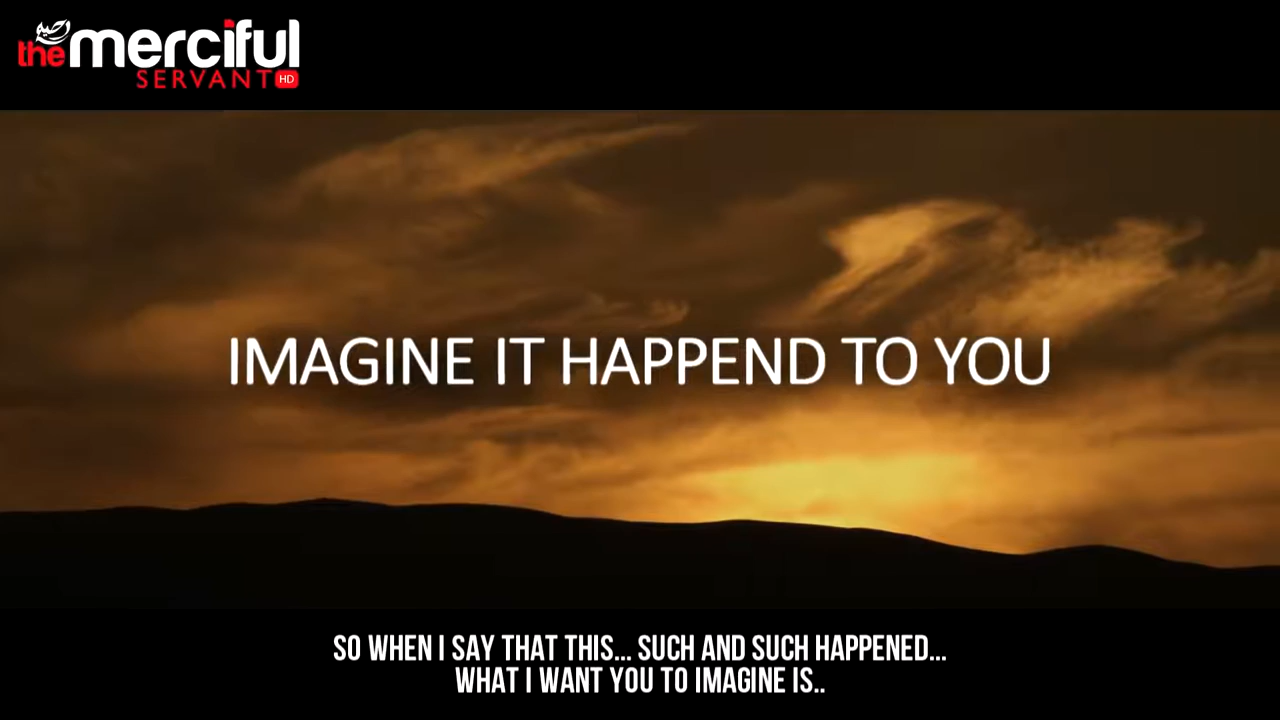 the merciful
SERVANT HD
IMAGINE IT HAPPEND TO YOU
SO WHEN I SAY THAT THIS... SUCH AND SUCH HAPPENED...
WHAT I WANT YOU TO IMAGINE IS..